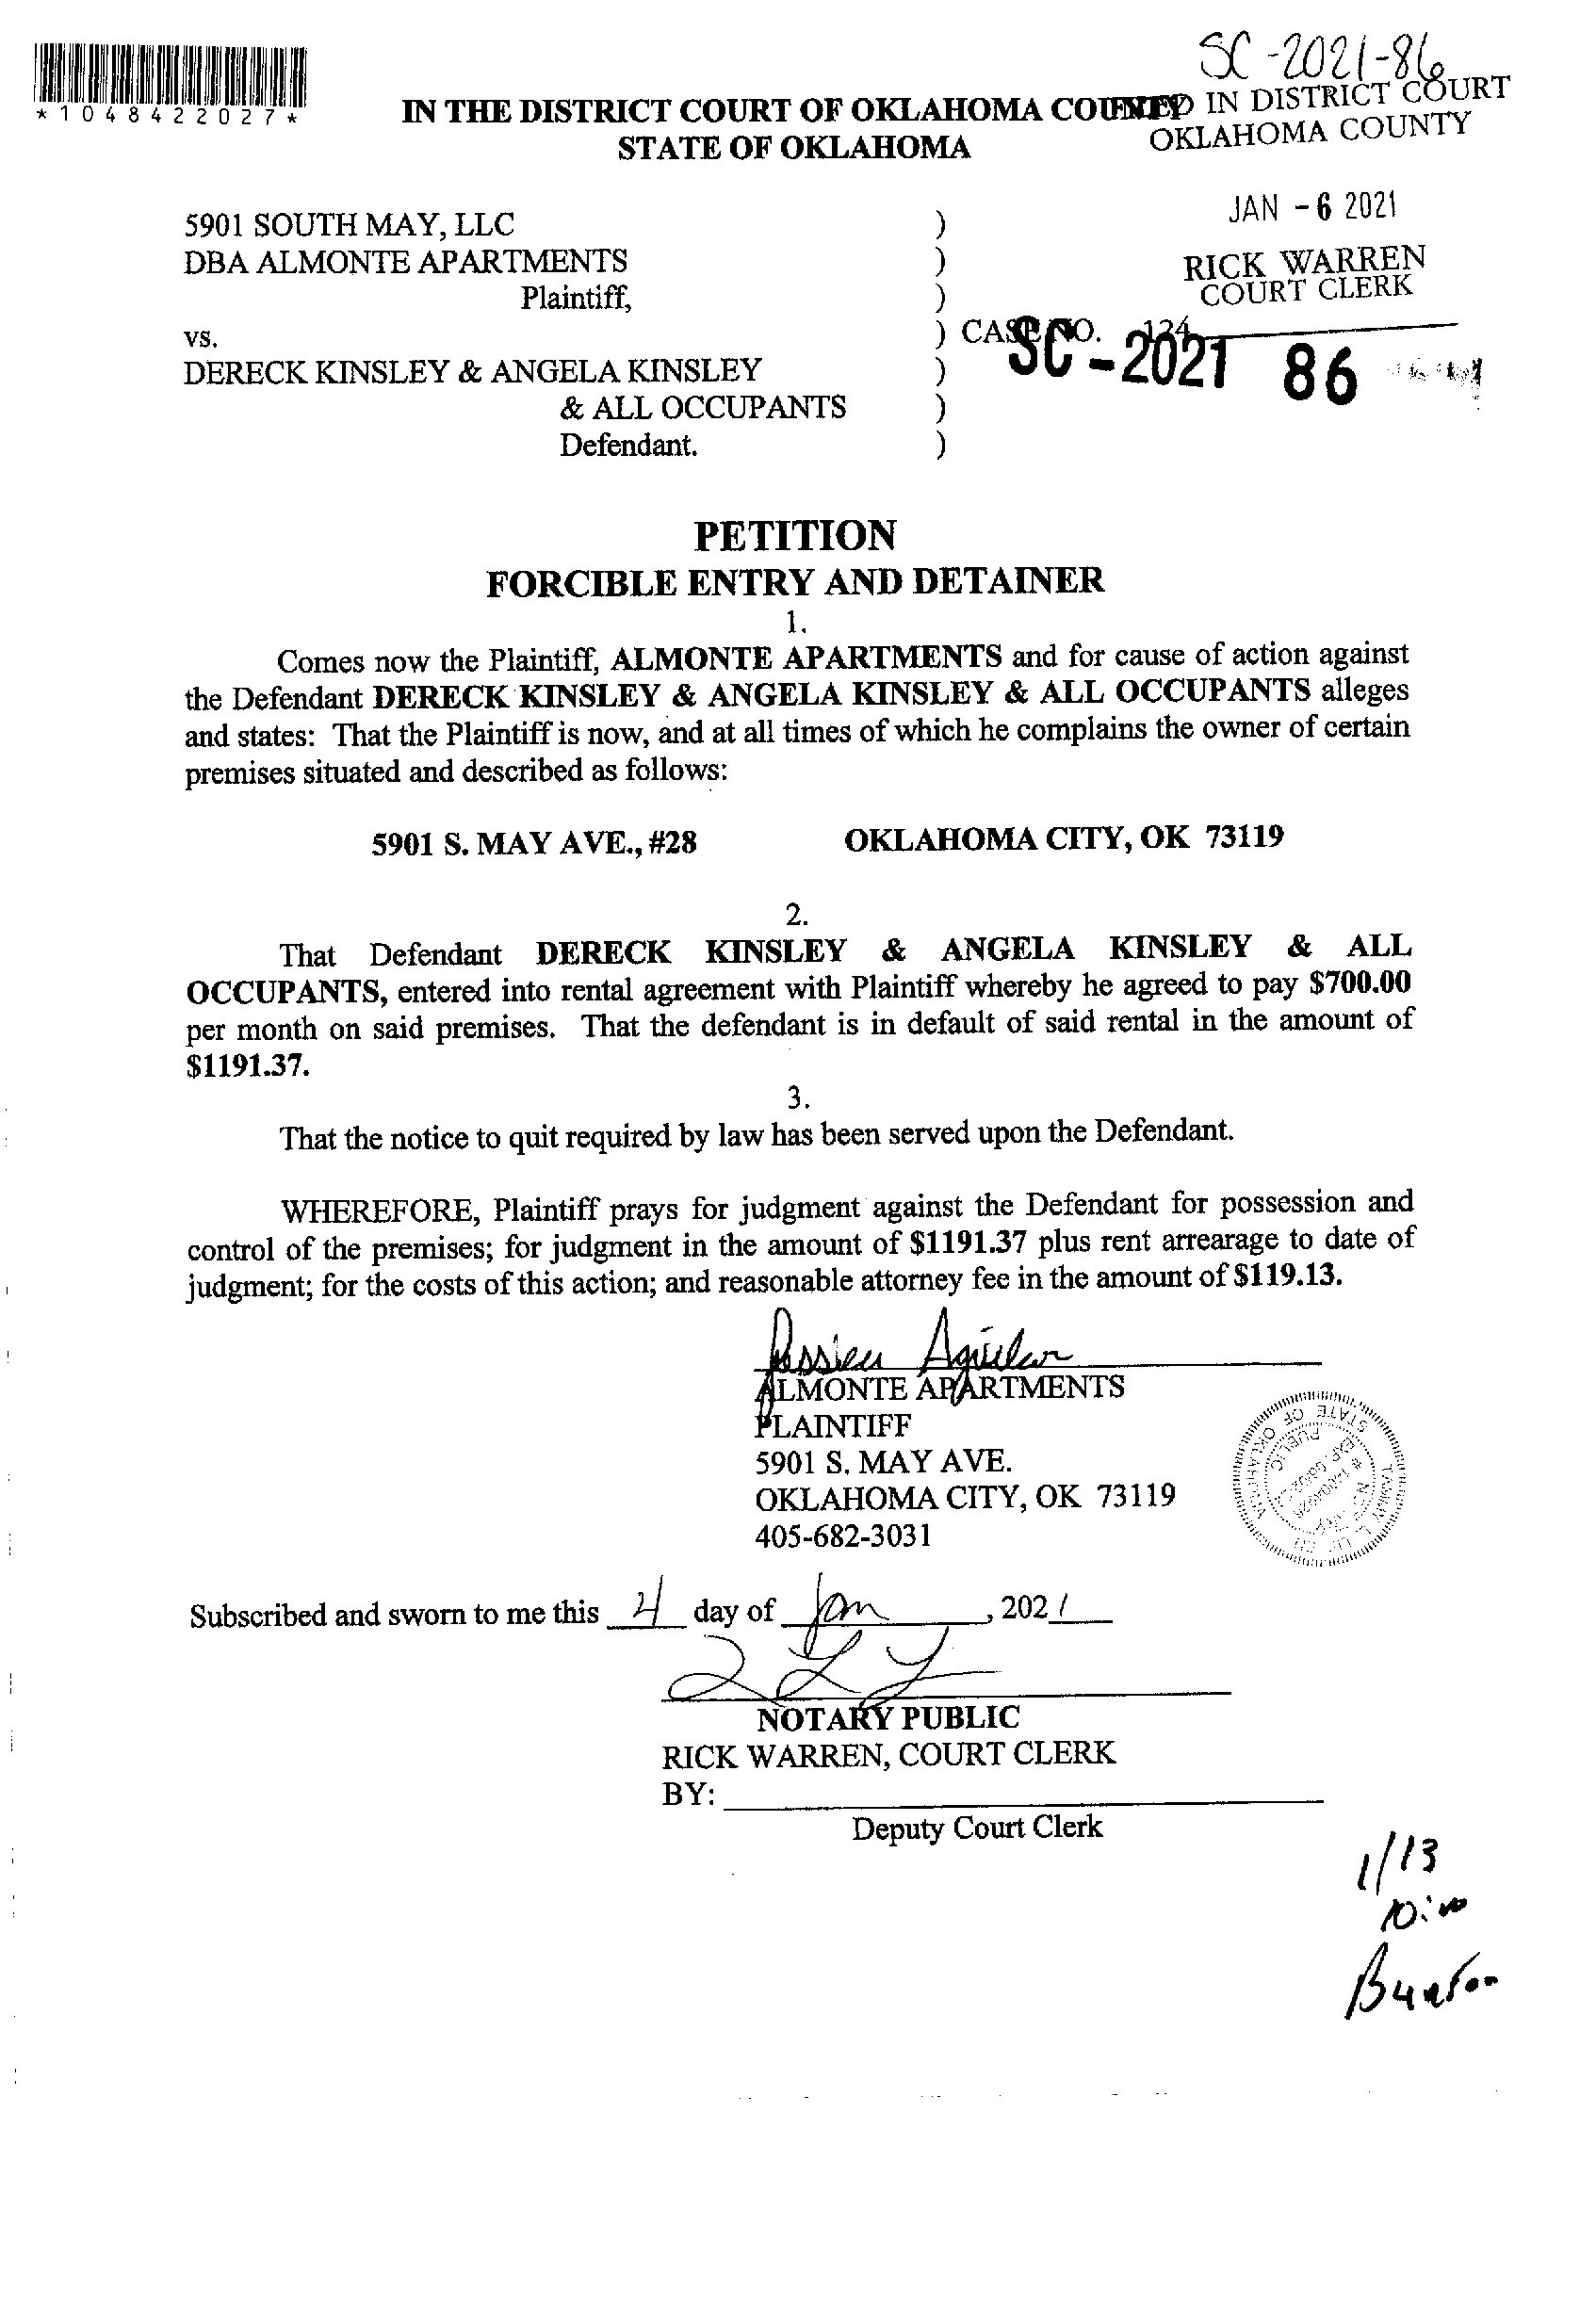 SC-2021-86
*1048422027*
IN THE DISTRICT COURT OF OKLAHOMA COUNTY
STATE OF OKLAHOMA
IN DISTRICT COURT
OKLAHOMA COUNTY
JAN -6 2021
RICK WARREN
COURT CLERK
5901 SOUTH MAY, LLC )
DBA ALMONTE APARTMENTS )
Plaintiff, )
vs. ) CASE NO. 134
SC-2021 86
DERECK KINSLEY & ANGELA KINSLEY )
& ALL OCCUPANTS )
Defendant. )
PETITION
FORCIBLE ENTRY AND DETAINER
1.
Comes now the Plaintiff, ALMONTE APARTMENTS and for cause of action against
the Defendant DERECK KINSLEY & ANGELA KINSLEY & ALL OCCUPANTS alleges
and states: That the Plaintiff is now, and at all times of which he complains the owner of certain
premises situated and described as follows:
5901 S. MAY AVE., #28 OKLAHOMA CITY, OK 73119
2.
That Defendant DERECK KINSLEY & ANGELA KINSLEY & ALL
OCCUPANTS, entered into rental agreement with Plaintiff whereby he agreed to pay $700.00
per month on said premises. That the defendant is in default of said rental in the amount of
$1191.37.
3.
That the notice to quit required by law has been served upon the Defendant.
WHEREFORE, Plaintiff prays for judgment against the Defendant for possession and
control of the premises; for judgment in the amount of $1191.37 plus rent arrearage to date of
judgment; for the costs of this action; and reasonable attorney fee in the amount of $119.13.
Aguilar
ALMONTE APARTMENTS
PLAINTIFF
5901 S. MAY AVE.
OKLAHOMA CITY, OK 73119
405-682-3031
STATE OF OKLAHOMA
PUBLIC
Subscribed and sworn to me this 4 day of Jan, 2021
NOTARY PUBLIC
RICK WARREN, COURT CLERK
BY:
Deputy Court Clerk
1/13
10:00